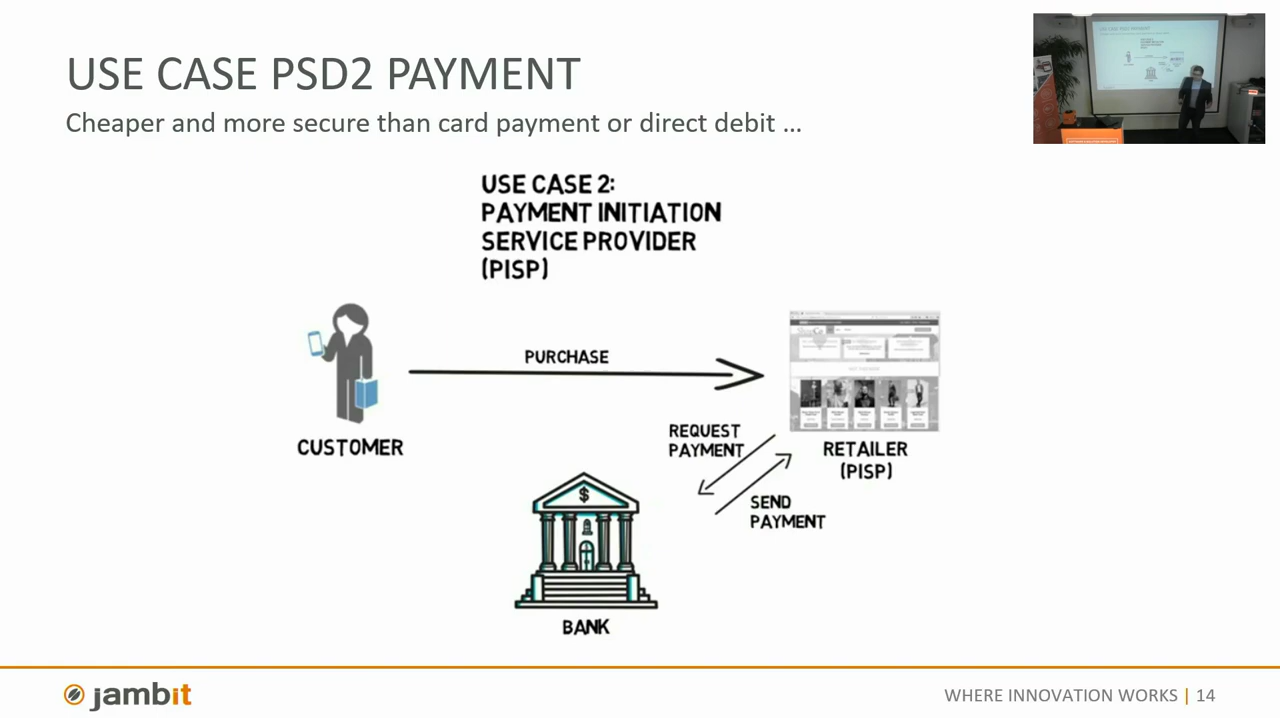 USE CASE PSD2 PAYMENT
Cheaper and more secure than card payment or direct debit ...
USE CASE 2:
PAYMENT INITIATION
SERVICE PROVIDER
(PISP)
PURCHASE
CUSTOMER
REQUEST
PAYMENT
RETAILER
(PISP)
SEND
PAYMENT
$
BANK
jambit
WHERE INNOVATION WORKS | 14